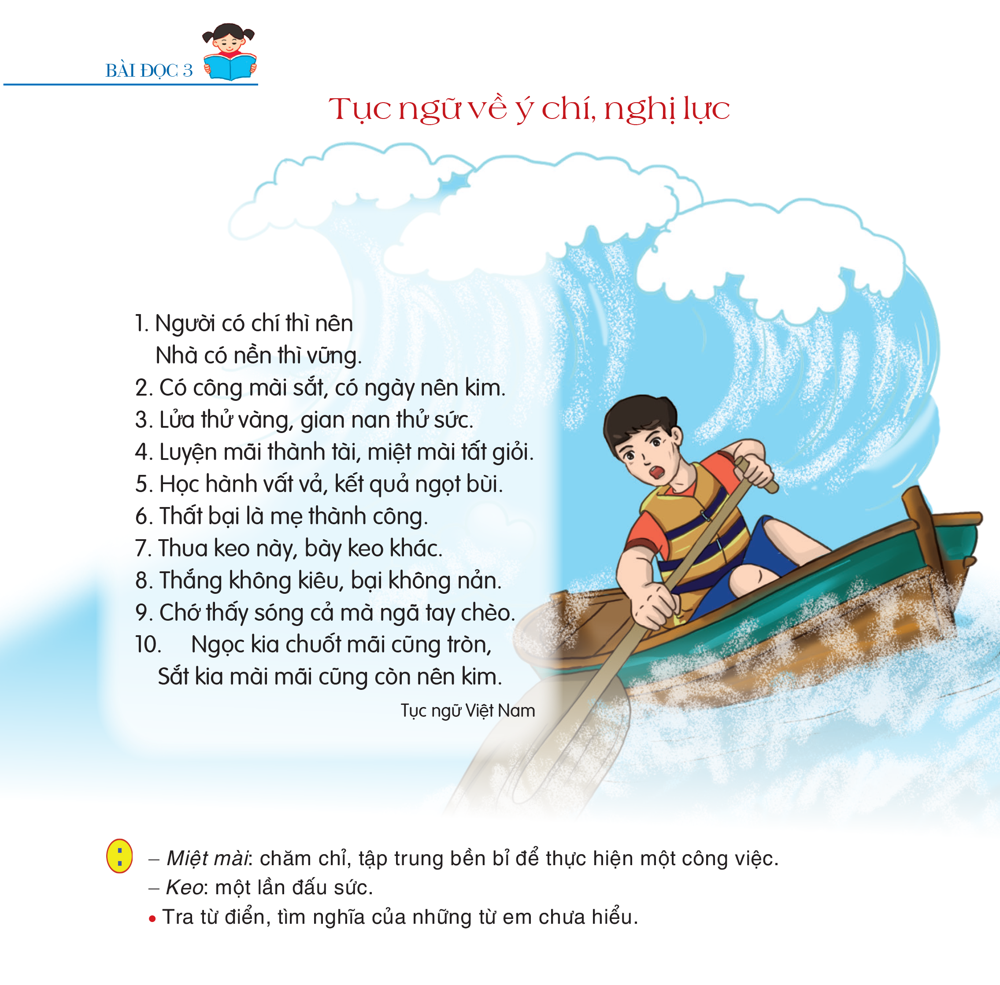 BÀI ĐỌC 3
Tục ngữ về ý chí, nghị lực
1. Người có chí thì nên
Nhà có nền thì vững.
2. Có công mài sắt, có ngày nên kim.
3. Lửa thử vàng, gian nan thử sức.
4. Luyện mãi thành tài, miệt mài tất giỏi.
5. Học hành vất vả, kết quả ngọt bùi.
6. Thất bại là mẹ thành công.
7. Thua keo này, bày keo khác.
8. Thắng không kiêu, bại không nản.
9. Chớ thấy sóng cả mà ngã tay chèo.
10. Ngọc kia chuốt mãi cũng tròn,
Sắt kia mài mãi cũng còn nên kim.
Tục ngữ Việt Nam
– Miệt mài: chăm chỉ, tập trung bền bỉ để thực hiện một công việc.
– Keo: một lần đấu sức.
• Tra từ điển, tìm nghĩa của những từ em chưa hiểu.